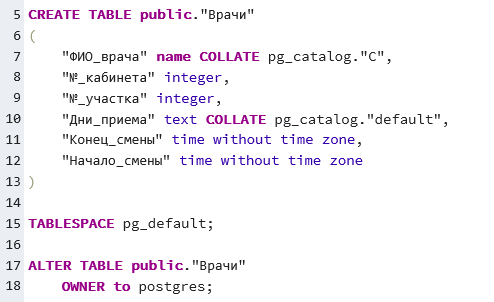 5 CREATE TABLE public."Врачи"
6 (
7 "ФИО_врача" name COLLATE pg_catalog."C",
8 "№_кабинета" integer,
9 "№_участка" integer,
10 "Дни_приема" text COLLATE pg_catalog."default",
11 "Конец_смены" time without time zone,
12 "Начало_смены" time without time zone
13 )
14
15 TABLESPACE pg_default;
16
17 ALTER TABLE public."Врачи"
18 OWNER to postgres;